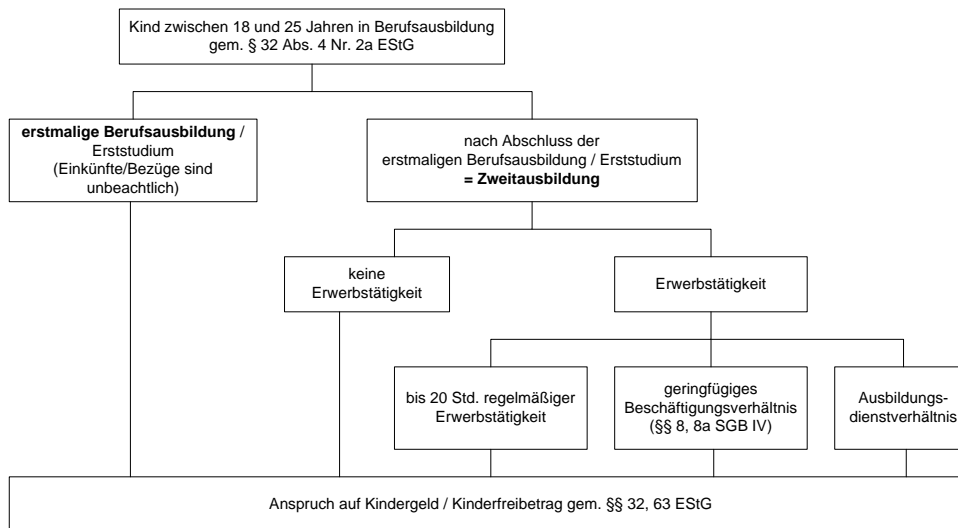 Kind zwischen 18 und 25 Jahren in Berufsausbildung
gem. § 32 Abs. 4 Nr. 2a EStG
erstmalige Berufsausbildung /
Erststudium
(Einkünfte/Bezüge sind
unbeachtlich)
nach Abschluss der
erstmaligen Berufsausbildung / Erststudium
= Zweitausbildung
keine
Erwerbstätigkeit
Erwerbstätigkeit
bis 20 Std. regelmäßiger
Erwerbstätigkeit
geringfügiges
Beschäftigungsverhältnis
(§§ 8, 8a SGB IV)
Ausbildungs-
dienstverhältnis
Anspruch auf Kindergeld / Kinderfreibetrag gem. §§ 32, 63 EStG